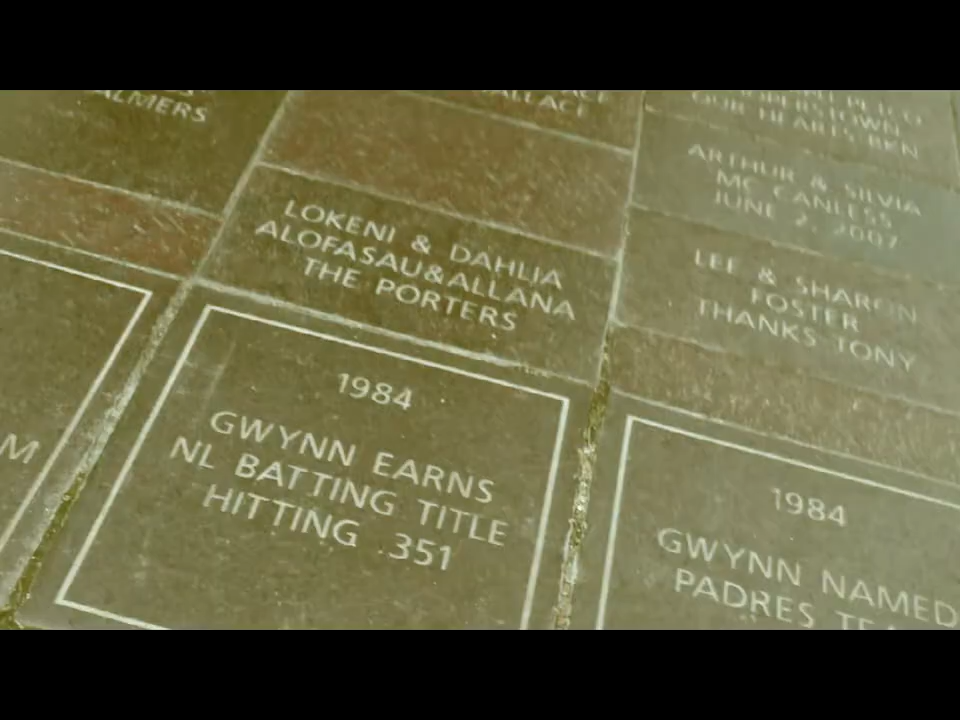 ALMERS
WALLACE
OUR HEARTS BEN
ARTHUR & SILVIA
MC CANLESS
JUNE 2, 2007
LOKENI & DAHLIA
ALOFASAU&ALLANA
THE PORTERS
LEE & SHARON
FOSTER
THANKS TONY
M
1984
GWYNN EARNS
NL BATTING TITLE
HITTING .351
1984
GWYNN NAMED
PADRES